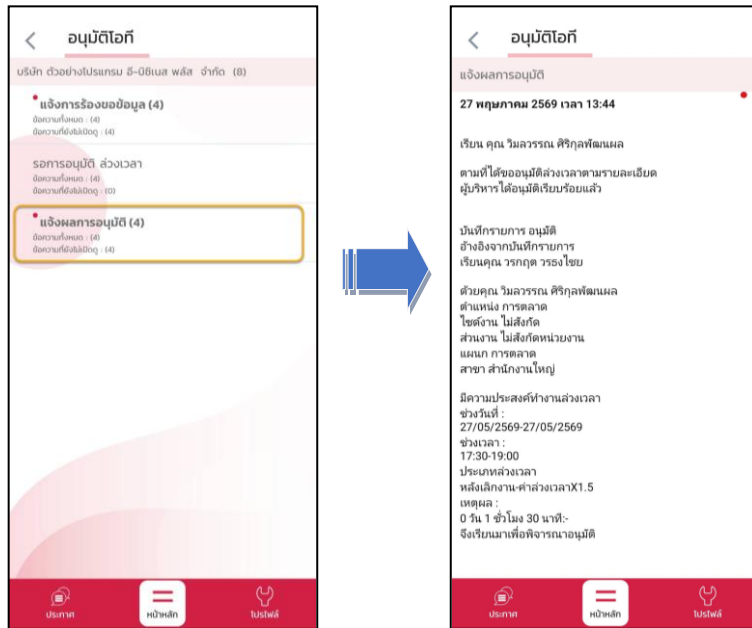 อนุมัติโอที
บริษัท ตัวอย่างโปรแกรม อี-บิซิเนส พลัส จำกัด (8)
แจ้งการร้องขอข้อมูล (4)
ข้อความทั้งหมด : (4)
ข้อความที่ยังไม่เปิดดู : (4)
รอการอนุมัติ ล่วงเวลา
ข้อความทั้งหมด : (4)
ข้อความที่ยังไม่เปิดดู : (0)
แจ้งผลการอนุมัติ (4)
ข้อความทั้งหมด : (4)
ข้อความที่ยังไม่เปิดดู : (4)
ประกาศ
หน้าหลัก
โปรไฟล์
อนุมัติโอที
แจ้งผลการอนุมัติ
27 พฤษภาคม 2569 เวลา 13:44
เรียน คุณ วิมลวรรณ ศิริกุลพัฒนผล
ตามที่ได้ขออนุมัติล่วงเวลาตามรายละเอียด
ผู้บริหารได้อนุมัติเรียบร้อยแล้ว
บันทึกรายการ อนุมัติ
อ้างอิงจากบันทึกรายการ
เรียนคุณ วรกฤต วรธงไชย
ด้วยคุณ วิมลวรรณ ศิริกุลพัฒนผล
ตำแหน่ง การตลาด
ไซด์งาน ไม่สังกัด
ส่วนงาน ไม่สังกัดหน่วยงาน
แผนก การตลาด
สาขา สำนักงานใหญ่
มีความประสงค์ทำงานล่วงเวลา
ช่วงวันที่ :
27/05/2569-27/05/2569
ช่วงเวลา :
17:30-19:00
ประเภทล่วงเวลา
หลังเลิกงาน-ค่าล่วงเวลาX1.5
เหตุผล :
0 วัน 1 ชั่วโมง 30 นาที:-
จึงเรียนมาเพื่อพิจารณาอนุมัติ
ประกาศ
หน้าหลัก
โปรไฟล์